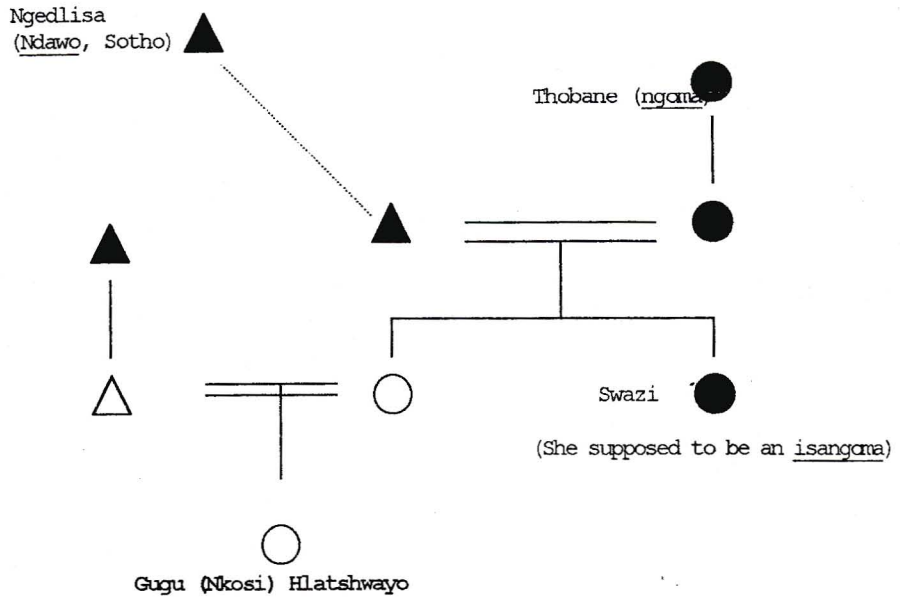 Ngedlisa
(Ndawo, Sotho)
Thobane (ngoma)
Swazi
(She supposed to be an isangoma)
Gugu (Nkosi) Hlatshwayo